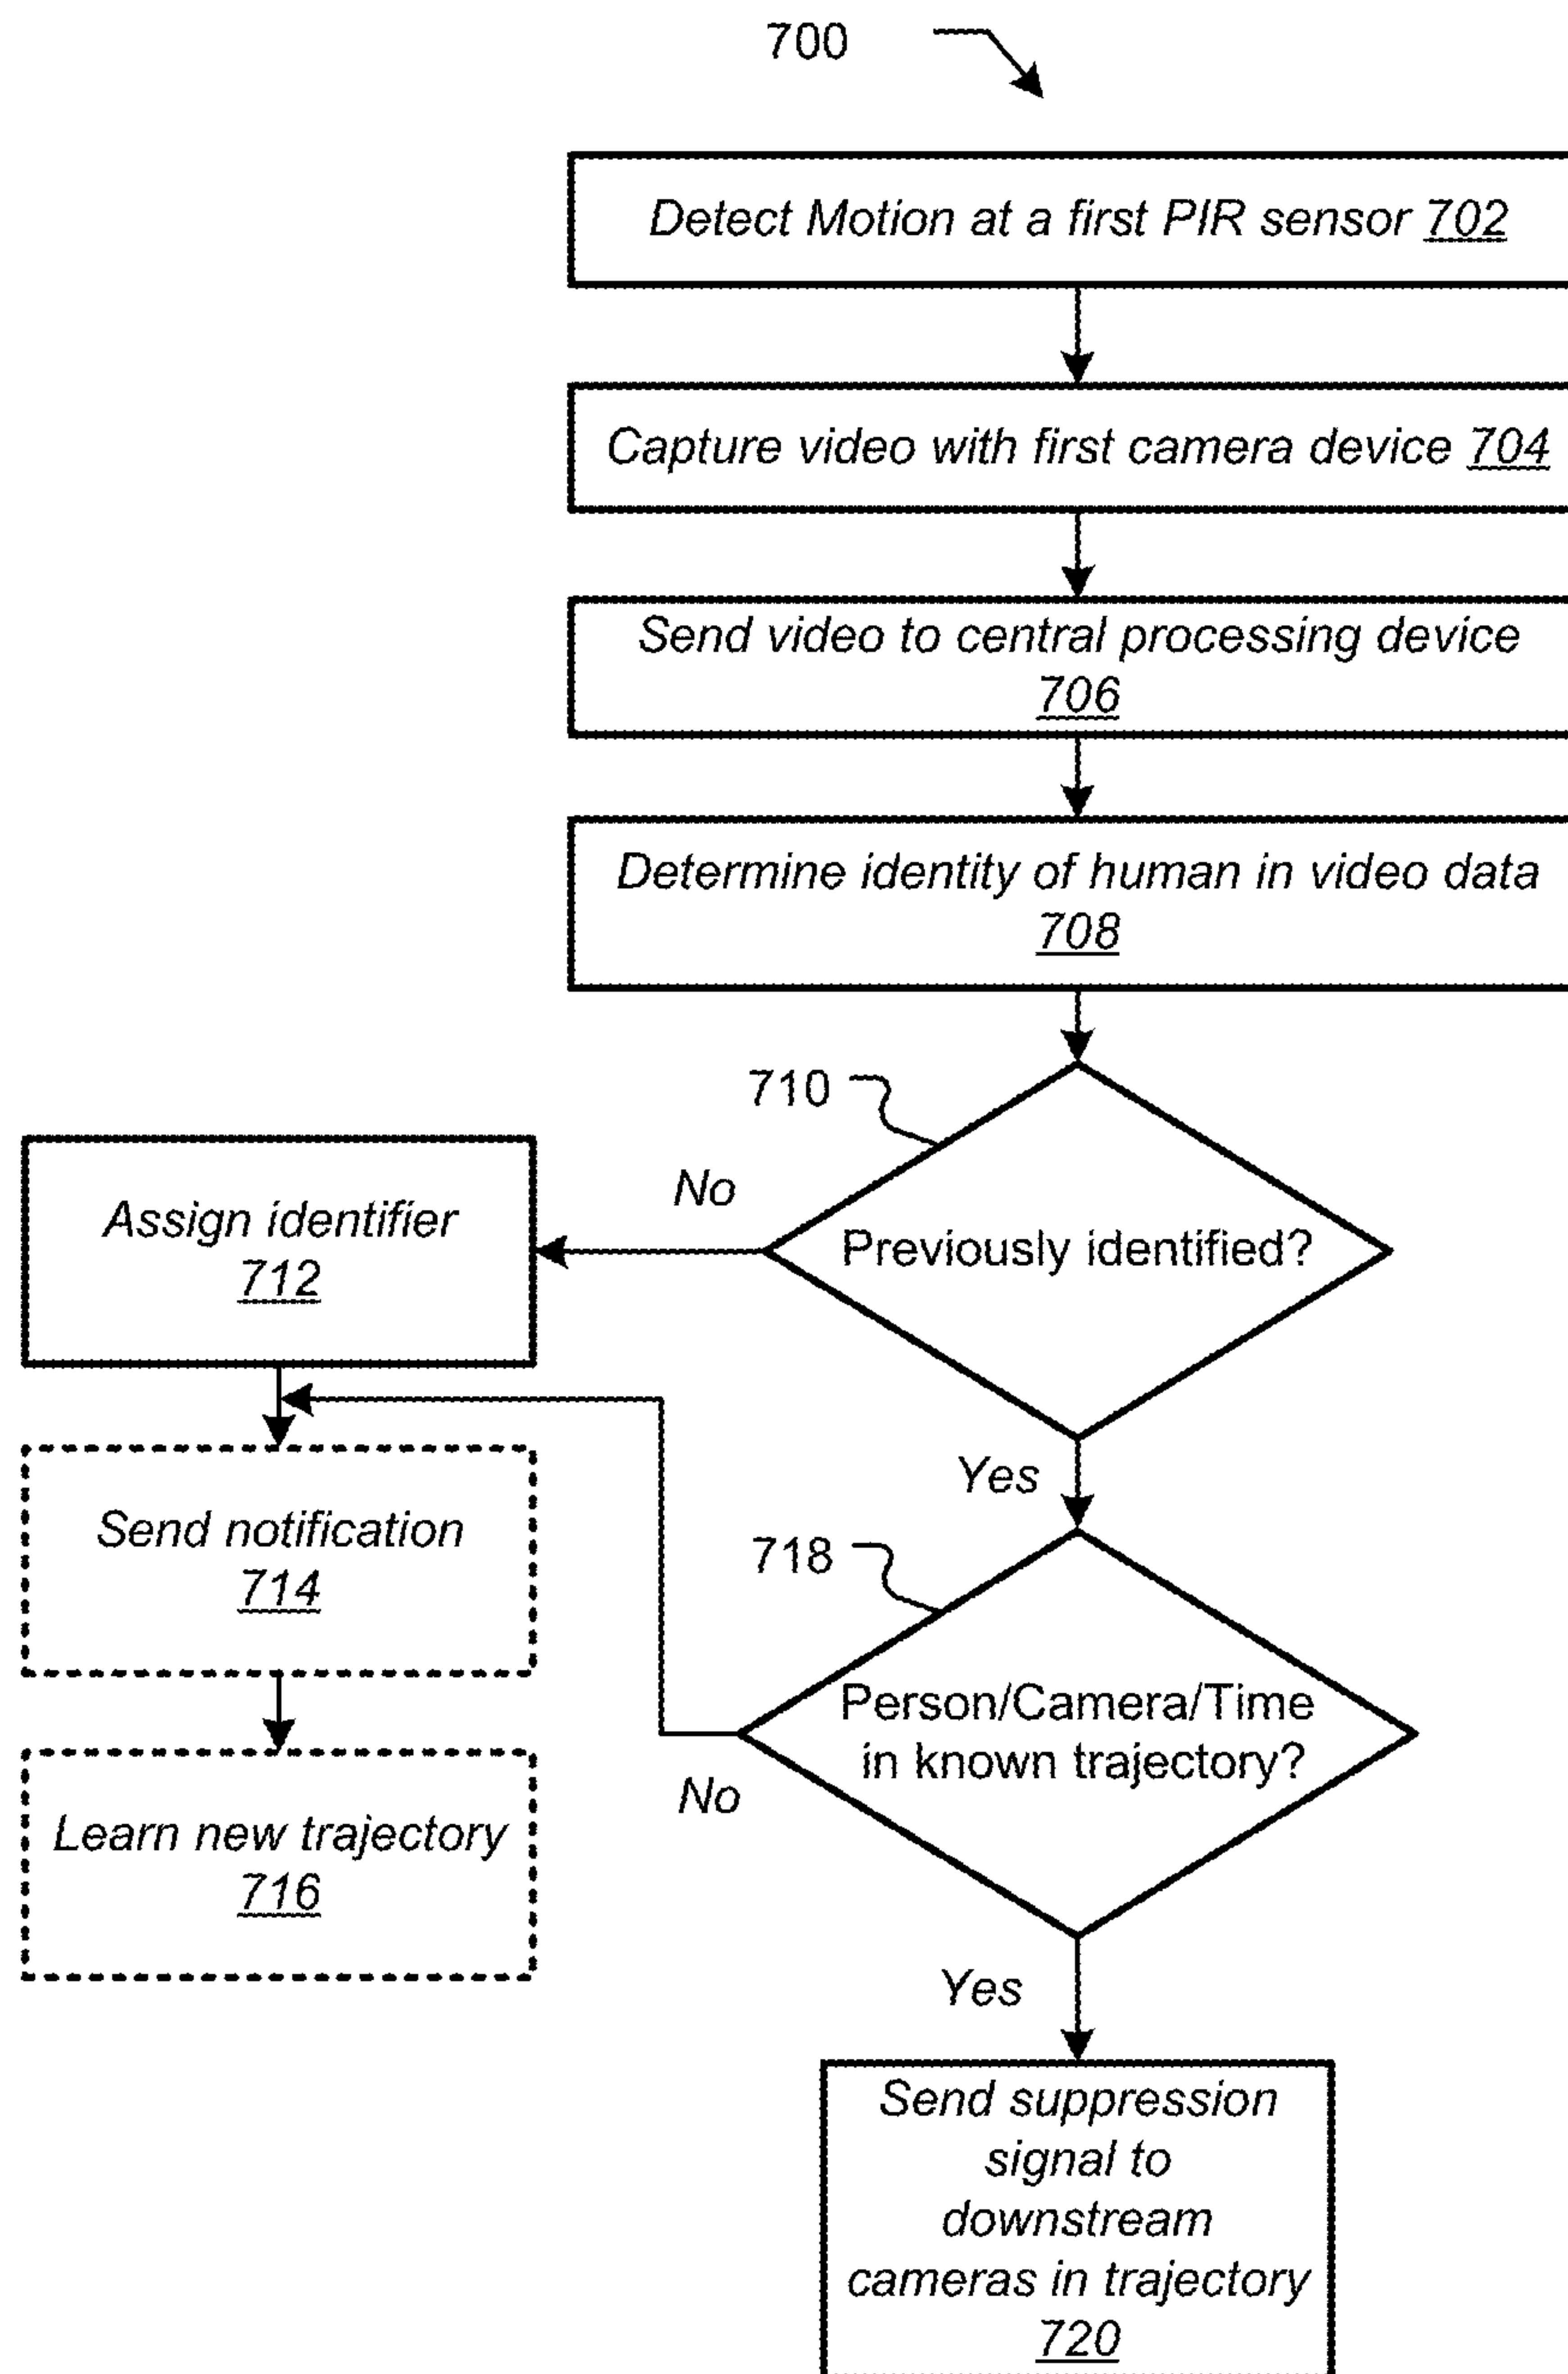 700
Detect Motion at a first PIR sensor 702
Capture video with first camera device 704
Send video to central processing device
706
Determine identity of human in video data
708
710
No
Previously identified?
Assign identifier
712
Yes
Send notification
714
718
Person/Camera/Time
in known trajectory?
No
Learn new trajectory
716
Yes
Send suppression
signal to
downstream
cameras in trajectory
720